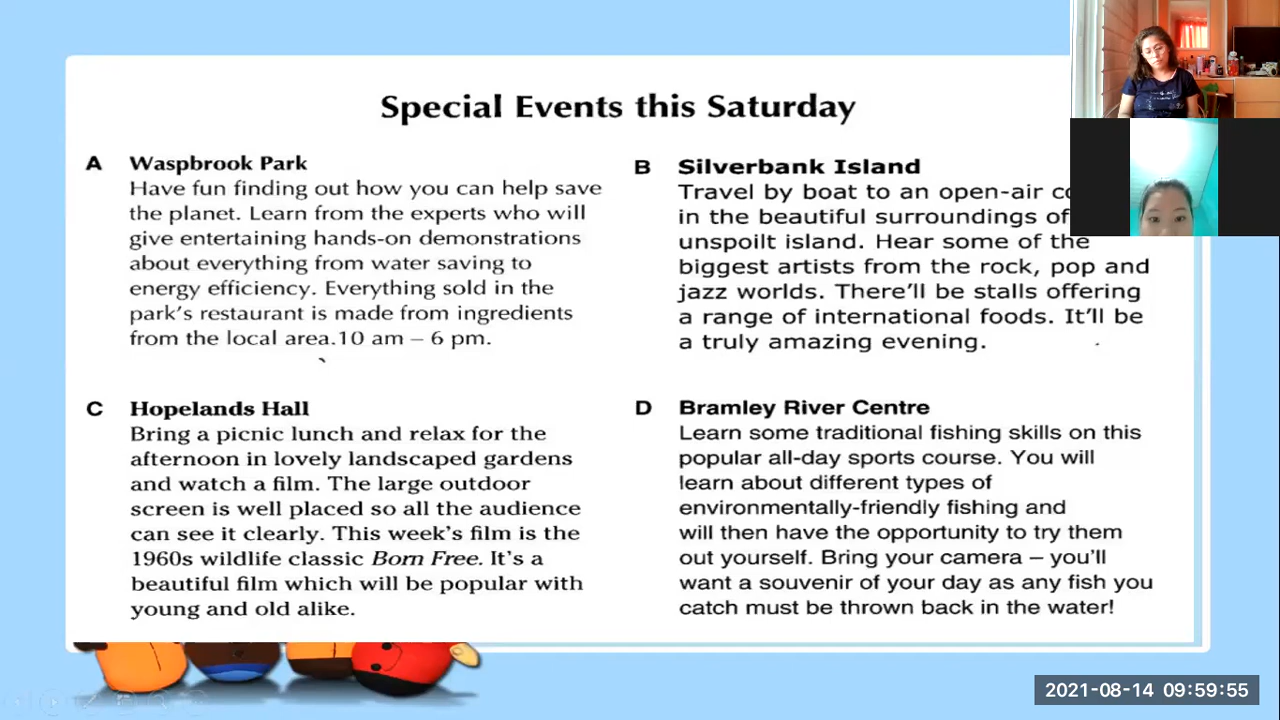 Special Events this Saturday
A Waspbrook Park
Have fun finding out how you can help save
the planet. Learn from the experts who will
give entertaining hands-on demonstrations
about everything from water saving to
energy efficiency. Everything sold in the
park's restaurant is made from ingredients
from the local area.10 am – 6 pm.
B Silverbank Island
Travel by boat to an open-air
in the beautiful surroundings of
unspoilt island. Hear some of the
biggest artists from the rock, pop and
jazz worlds. There'll be stalls offering
a range of international foods. It'll be
a truly amazing evening.
C Hopelands Hall
Bring a picnic lunch and relax for the
afternoon in lovely landscaped gardens
and watch a film. The large outdoor
screen is well placed so all the audience
can see it clearly. This week's film is the
1960s wildlife classic Born Free. It's a
beautiful film which will be popular with
young and old alike.
D Bramley River Centre
Learn some traditional fishing skills on this
popular all-day sports course. You will
learn about different types of
environmentally-friendly fishing and
will then have the opportunity to try them
out yourself. Bring your camera – you'll
want a souvenir of your day as any fish you
catch must be thrown back in the water!
2021-08-14 09:59:55